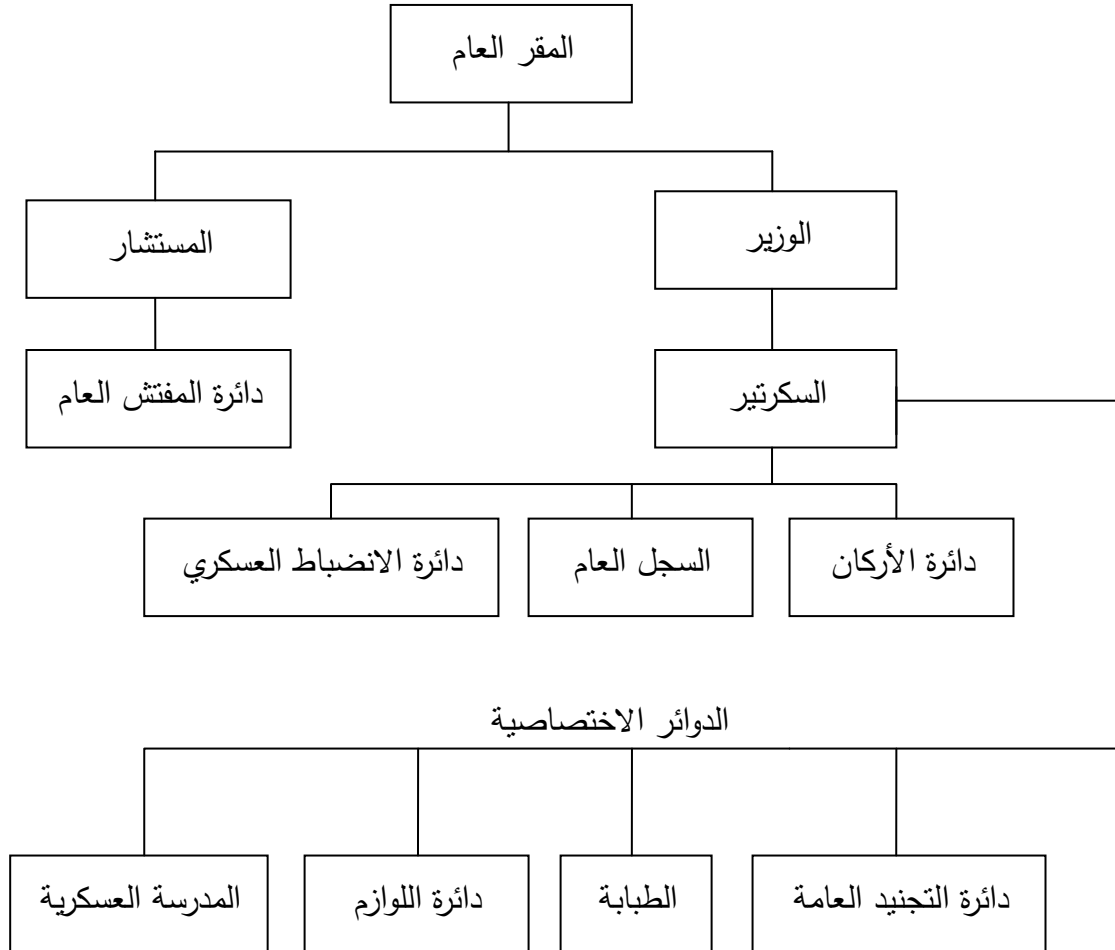 المقر العام
الوزير
المستشار
السكرتير
دائرة المفتش العام
دائرة الأركان
السجل العام
دائرة الانضباط العسكري
الدوائر الاختصاصية
دائرة التجنيد العامة
الطبابة
دائرة اللوازم
المدرسة العسكرية